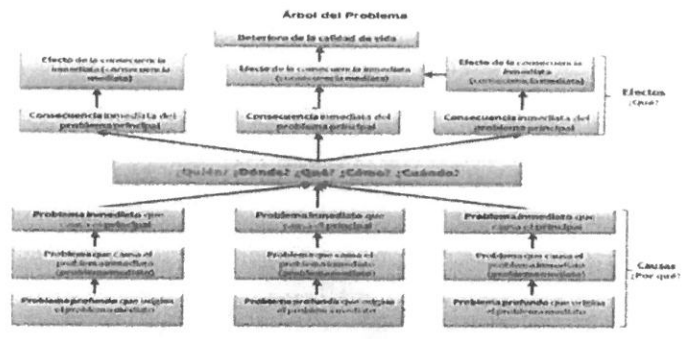 Árbol del Problema
Deterioro de la calidad de vida
Efecto de la consecuencia
inmediata (consecuencia
mediata)
Efecto de la consecuencia inmediata
(consecuencia mediata)
Efecto de la consecuencia
inmediata
(consecuencia mediata)
Efectos
¿Qué?
Consecuencia inmediata del
problema principal
Consecuencia inmediata del
problema principal
Consecuencia inmediata del
problema principal
¿Quién? ¿Dónde? ¿Qué? ¿Cómo? ¿Cuándo?
Problema inmediato que
causa el principal
Problema inmediato que
causa el principal
Problema inmediato que
causa el principal
Problema que causa el
problema inmediato
(problema mediato)
Problema que causa el
problema inmediato
(problema mediato)
Problema que causa el
problema inmediato
(problema mediato)
Causas
¿Por qué?
Problema profundo que origina
el problema mediato
Problema profundo que origina
el problema mediato
Problema profundo que origina
el problema mediato